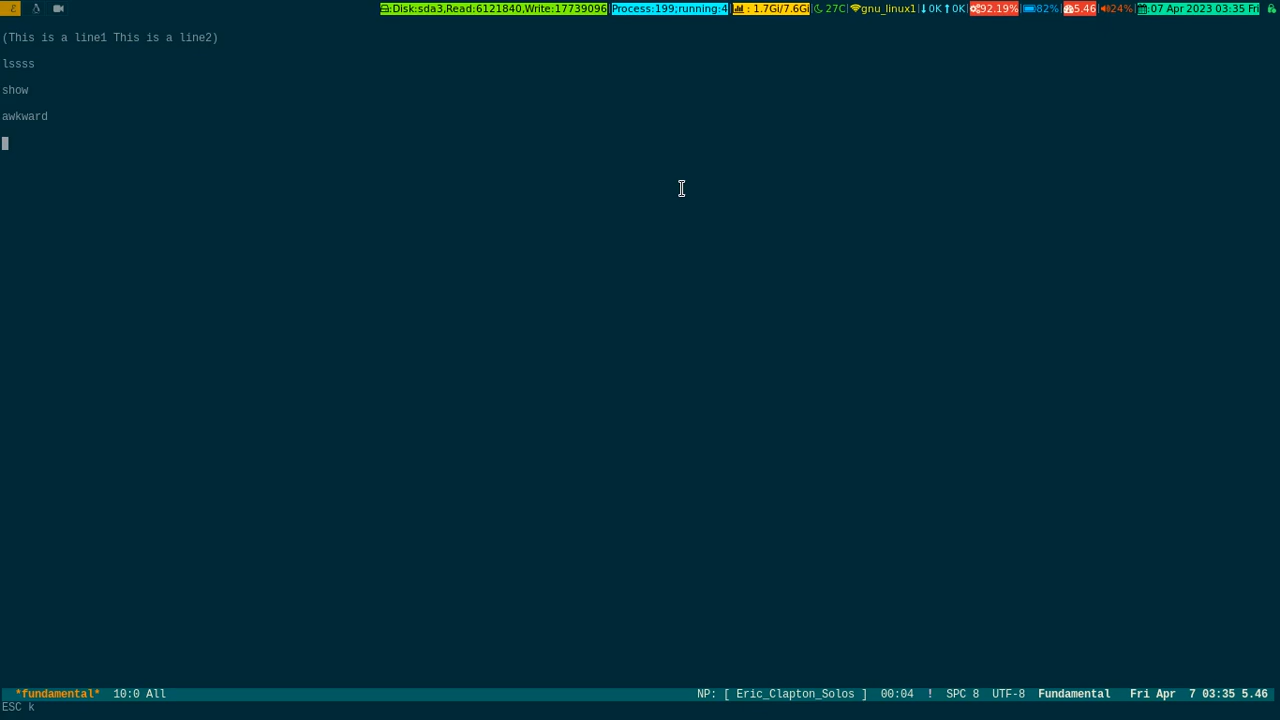 Disk:sda3,Read:6121840,Write:17739096 Process:199;running:4 : 1.7Gi/7.6Gi 27C gnu_linux1 0K 0K 92.19% 82% 5.46 24% :07 Apr 2023 03:35 Fri
(This is a line1 This is a line2)
lssss
show
awkward
*fundamental* 10:0 All NP: [ Eric_Clapton_Solos ] 00:04 ! SPC 8 UTF-8 Fundamental Fri Apr 7 03:35 5.46
ESC k